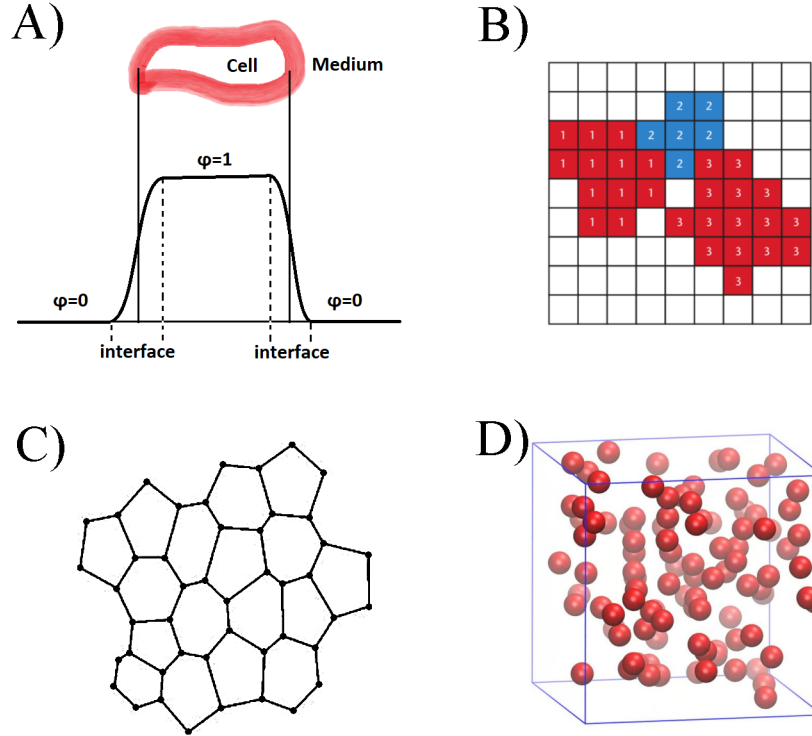 A)
Cell
Medium
φ=1
φ=0
φ=0
interface
interface
B)
2 2
1 1 1 2 2 2
1 1 1 1 2 3 3
1 1 1 3 3 3
1 1 3 3 3 3 3
3 3 3 3
3
C)
D)